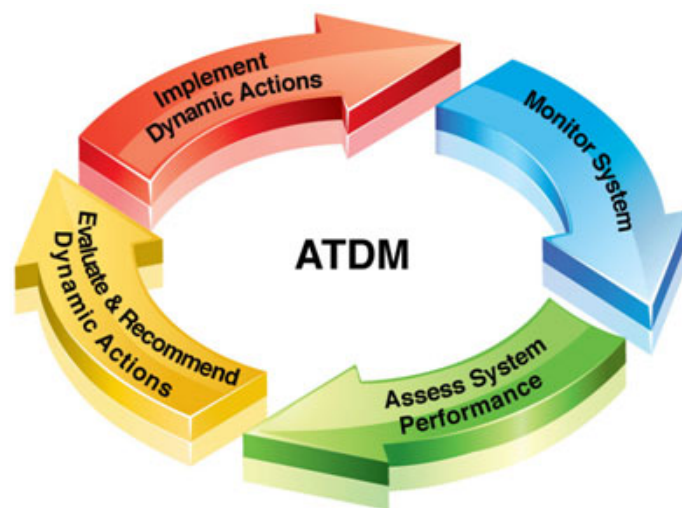 Implement
Dynamic Actions
Monitor System
ATDM
Evaluate & Recommend
Dynamic Actions
Assess System
Performance